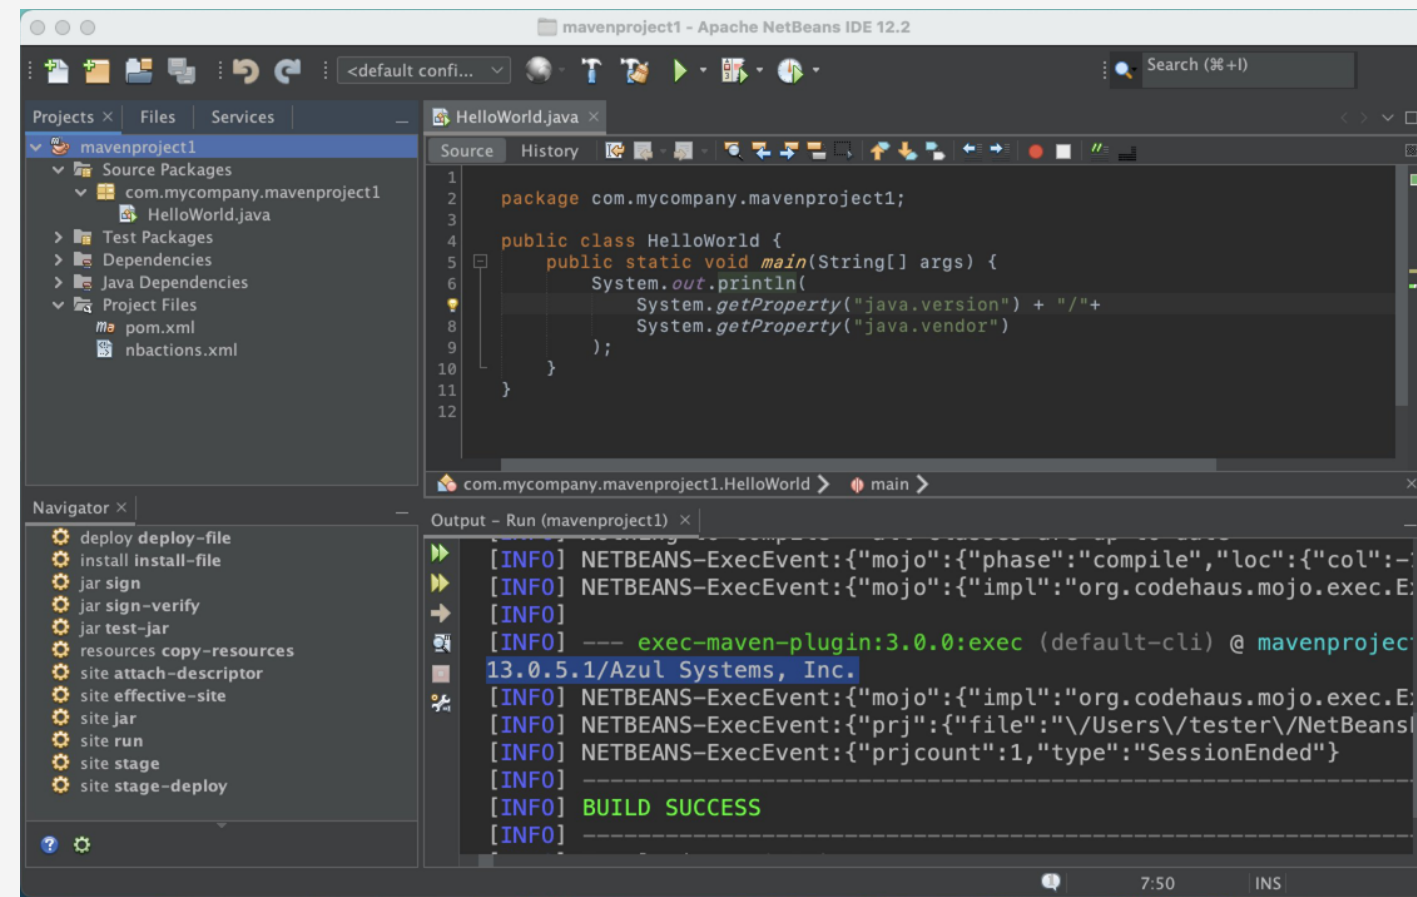 mavenproject1 – Apache NetBeans IDE 12.2
<default confi...
Search (⌘+I)
Projects
Files
Services
mavenproject1
Source Packages
com.mycompany.mavenproject1
HelloWorld.java
Test Packages
Dependencies
Java Dependencies
Project Files
pom.xml
nbactions.xml
HelloWorld.java
Source
History
1
2 package com.mycompany.mavenproject1;
3
4 public class HelloWorld {
5 public static void main(String[] args) {
6 System.out.println(
System.getProperty("java.version") + "/"+
8 System.getProperty("java.vendor")
9 );
10 }
11 }
12
com.mycompany.mavenproject1.HelloWorld
main
Navigator
deploy deploy-file
install install-file
jar sign
jar sign-verify
jar test-jar
resources copy-resources
site attach-descriptor
site effective-site
site jar
site run
site stage
site stage-deploy
Output – Run (mavenproject1)
[INFO] NETBEANS-ExecEvent:{"mojo":{"phase":"compile","loc":{"col":-
[INFO] NETBEANS-ExecEvent:{"mojo":{"impl":"org.codehaus.mojo.exec.
[INFO]
[INFO] --- exec-maven-plugin:3.0.0:exec (default-cli) @ mavenprojec
13.0.5.1/Azul Systems, Inc.
[INFO] NETBEANS-ExecEvent:{"mojo":{"impl":"org.codehaus.mojo.exec.
[INFO] NETBEANS-ExecEvent:{"prj":{"file":"\/Users\/tester\/NetBeans
[INFO] NETBEANS-ExecEvent:{"prjcount":1,"type":"SessionEnded"}
[INFO] ------------------------------------------------------------------------
[INFO] BUILD SUCCESS
[INFO] ------------------------------------------------------------------------
7:50
INS